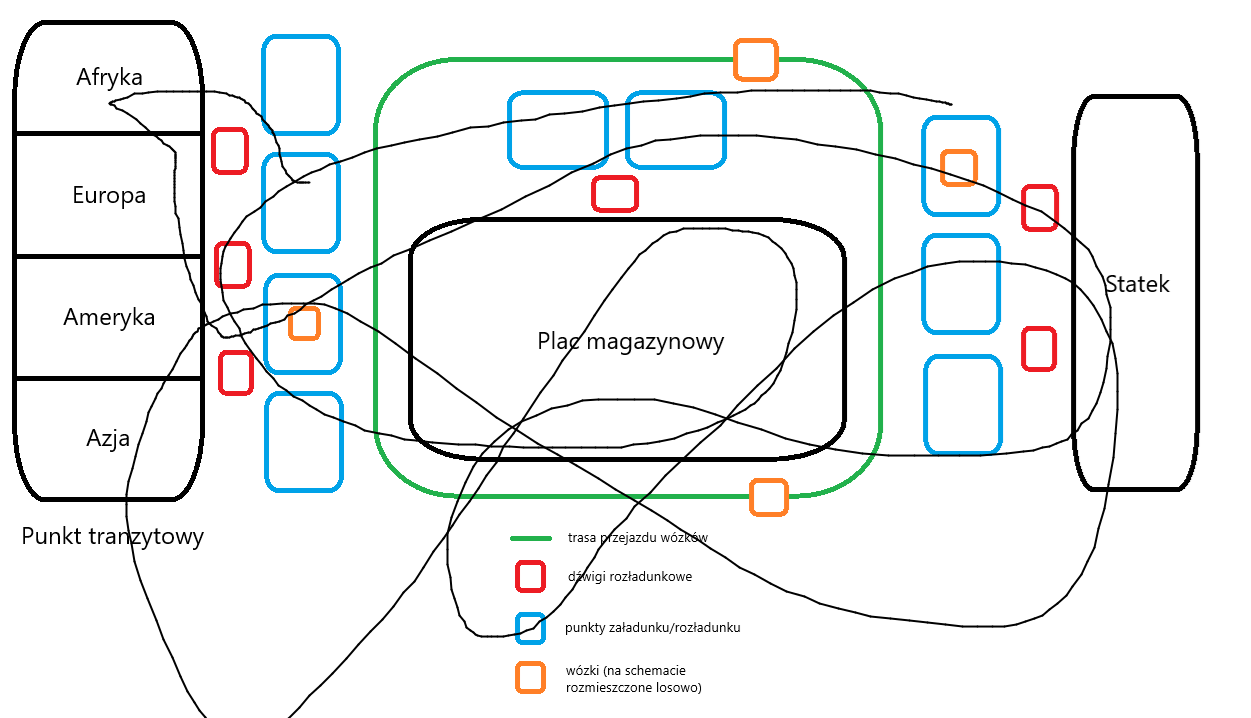 Afryka
Europa
Ameryka
Azja
Punkt tranzytowy
Plac magazynowy
Statek
trasa przejazdu wózków
dźwigi rozładunkowe
punkty załadunku/rozładunku
wózki (na schemacie
rozmieszczone losowo)